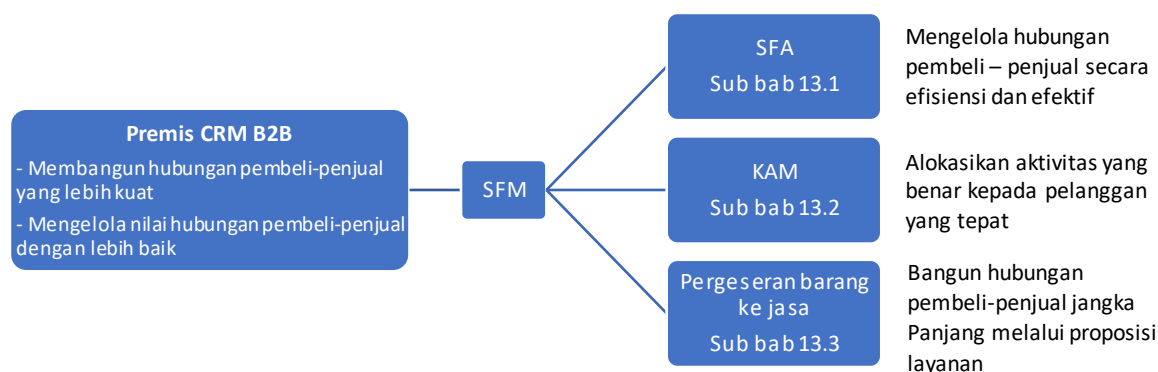 Premis CRM B2B
- Membangun hubungan pembeli-penjual
yang lebih kuat
- Mengelola nilai hubungan pembeli-penjual
dengan lebih baik
SFM
SFA
Sub bab 13.1
Mengelola hubungan
pembeli – penjual secara
efisiensi dan efektif
KAM
Sub bab 13.2
Alokasikan aktivitas yang
benar kepada pelanggan
yang tepat
Pergeseran barang
ke jasa
Sub bab 13.3
Bangun hubungan
pembeli-penjual jangka
Panjang melalui proposisi
layanan